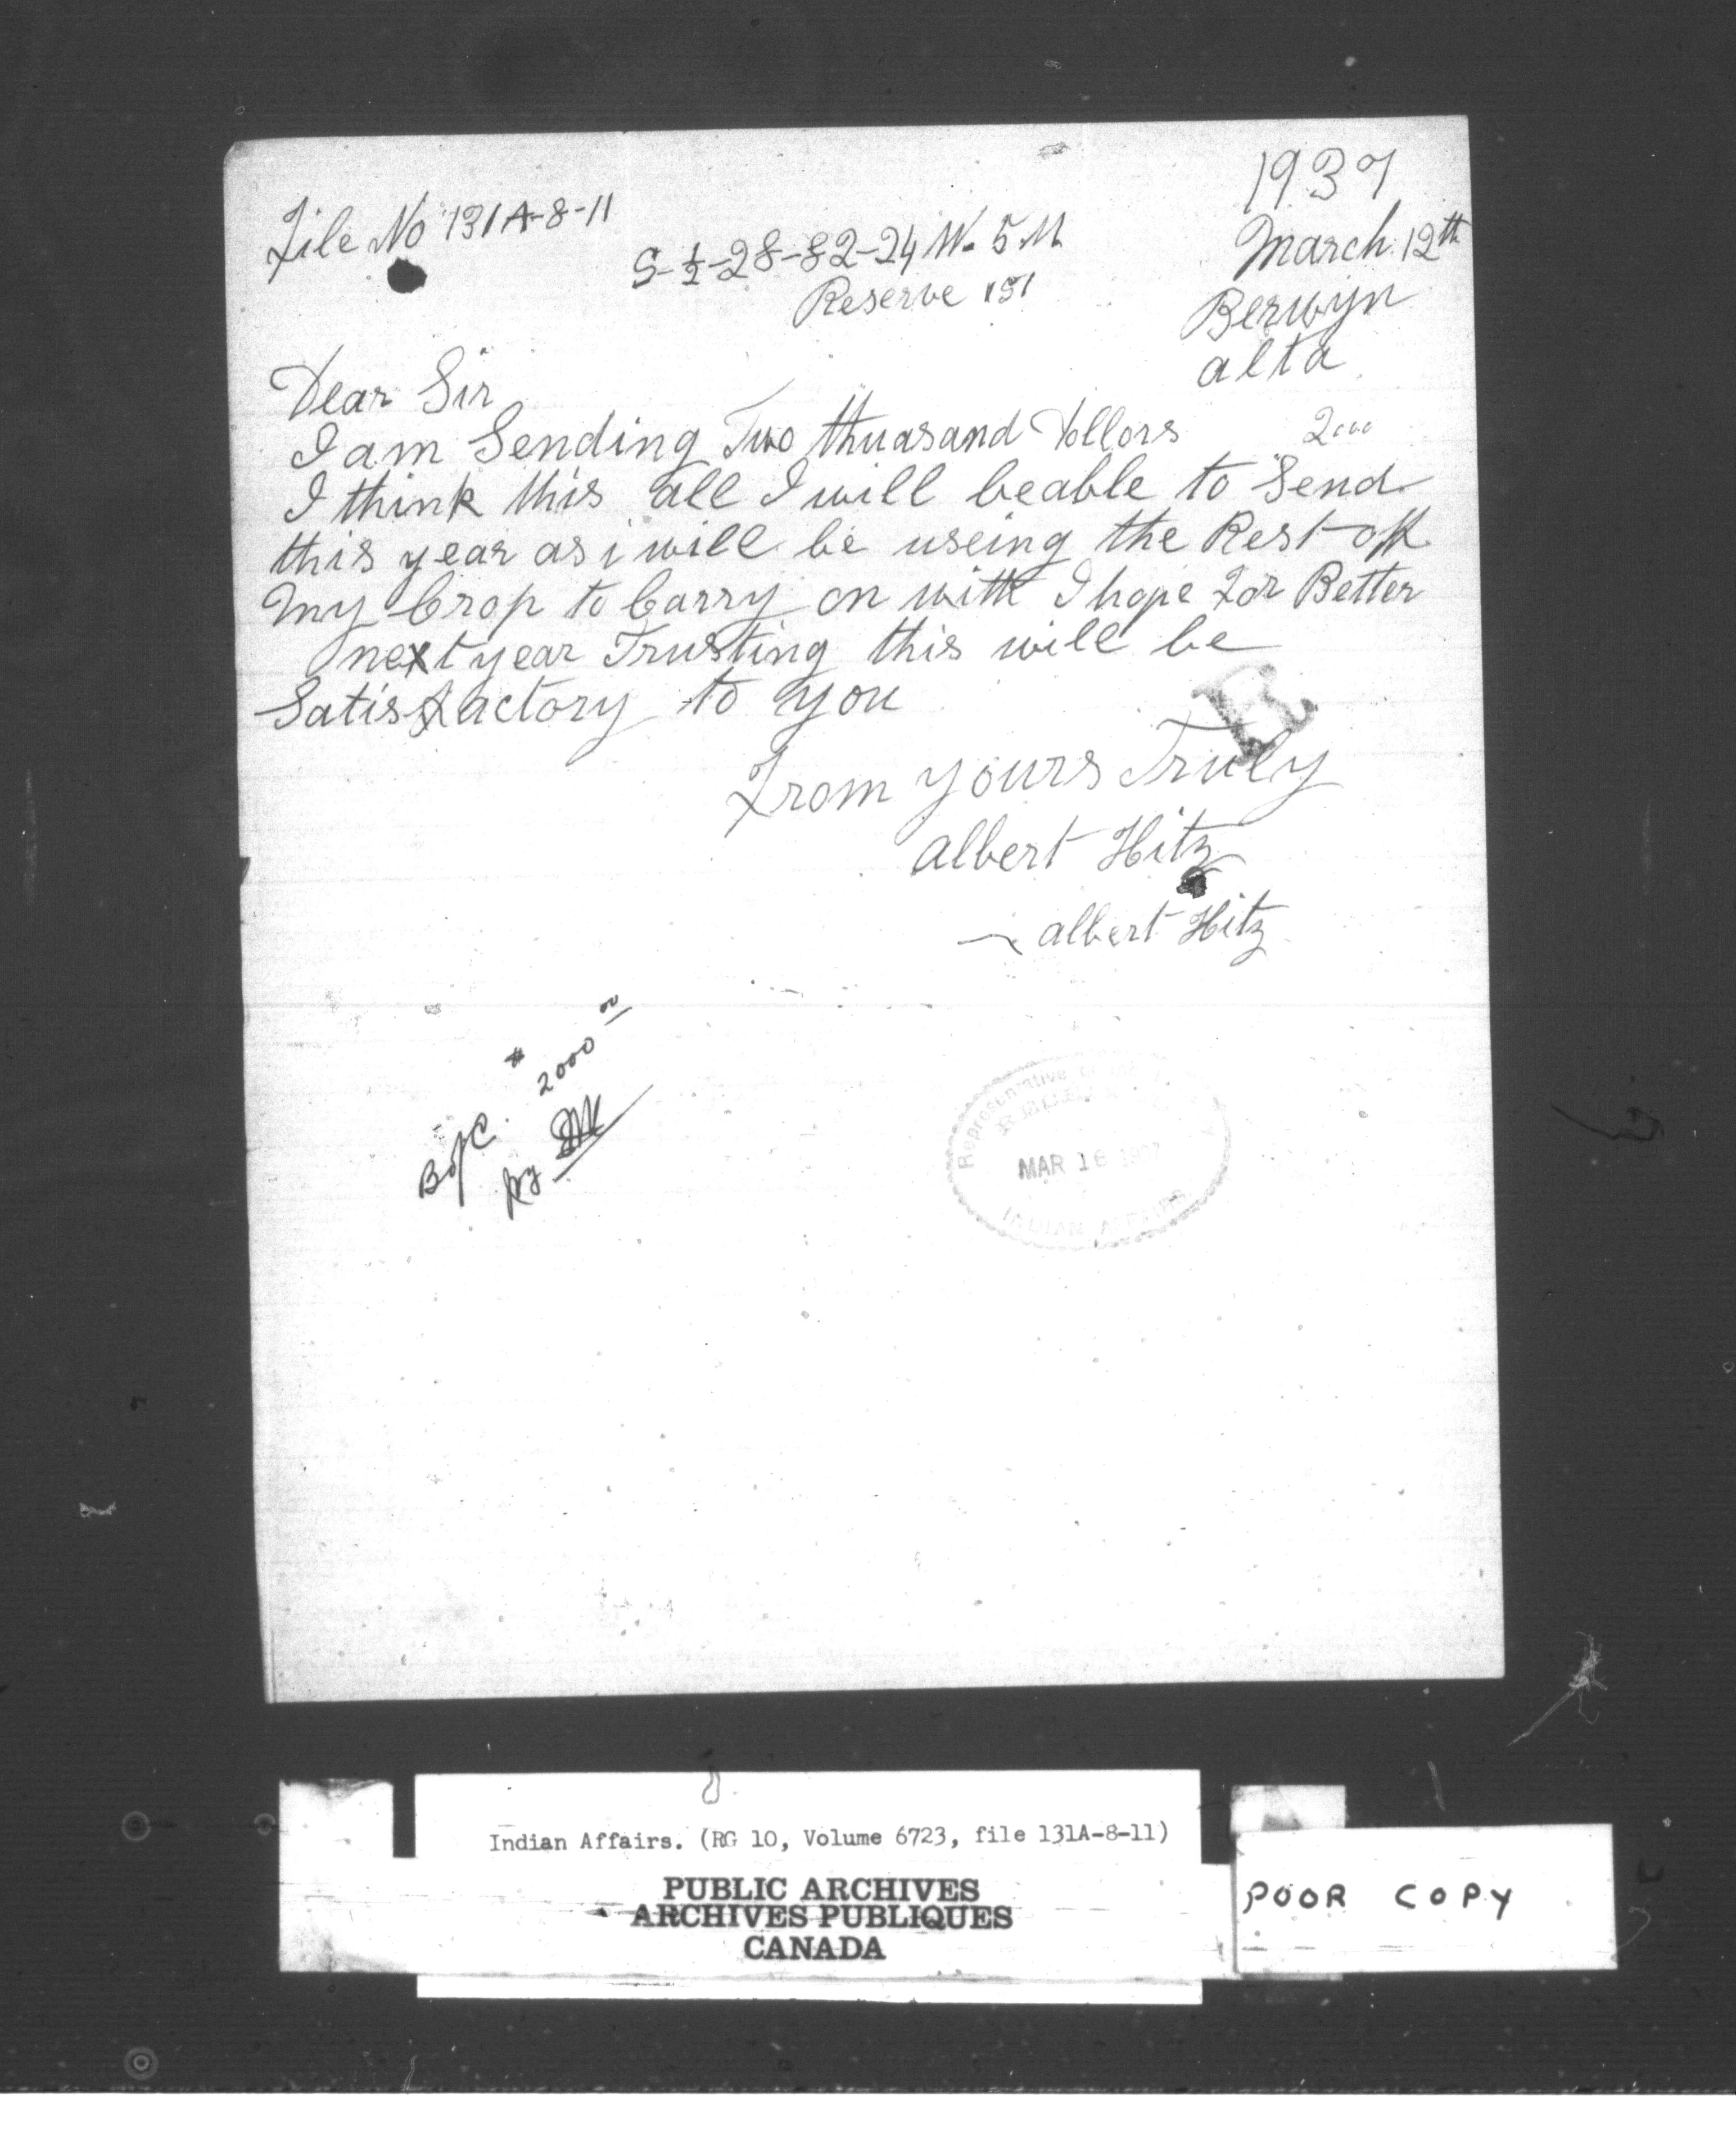 1937
File No 131A-8-11
S-½-28-82-24 W. 5 M
March 12th
Reserve 151
Berwyn
alta
Dear Sir
I am Sending Two thuasand Dollors 2000
I think this all I will beable to Send
this year as i will be useing the Rest off
My Crop to Carry on with I hope For Better
next year Trusting this will be
Satisfactory to you
R
From yours Truly
albert Hitz
albert Hitz
$ 2000 00
B of C.
Representative of the
MAR 16 1937
INDIAN AFFAIRS
Indian Affairs. (RG 10, Volume 6723, file 131A-8-11)
PUBLIC ARCHIVES
ARCHIVES PUBLIQUES
CANADA
POOR COPY